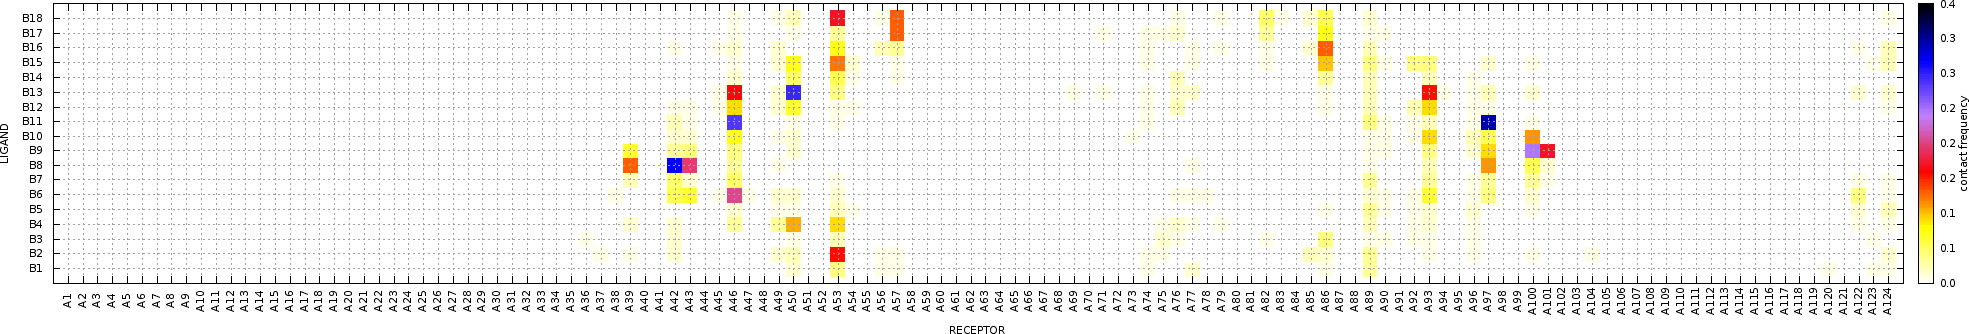 B18
B17
B16
B15
B14
B13
B12
B11
B10
B9
B8
B7
B6
B5
B4
B3
B2
B1
LIGAND
A1 A2 A3 A4 A5 A6 A7 A8 A9 A10 A11 A12 A13 A14 A15 A16 A17 A18 A19 A20 A21 A22 A23 A24 A25 A26 A27 A28 A29 A30 A31 A32 A33 A34 A35 A36 A37 A38 A39 A40 A41 A42 A43 A44 A45 A46 A47 A48 A49 A50 A51 A52 A53 A54 A55 A56 A57 A58 A59 A60 A61 A62 A63 A64 A65 A66 A67 A68 A69 A70 A71 A72 A73 A74 A75 A76 A77 A78 A79 A80 A81 A82 A83 A84 A85 A86 A87 A88 A89 A90 A91 A92 A93 A94 A95 A96 A97 A98 A99 A100 A101 A102 A103 A104 A105 A106 A107 A108 A109 A110 A111 A112 A113 A114 A115 A116 A117 A118 A119 A120 A121 A122 A123 A124
RECEPTOR
0.4
0.3
0.3
0.2
0.2
0.2
0.1
0.1
0.0
contact frequency